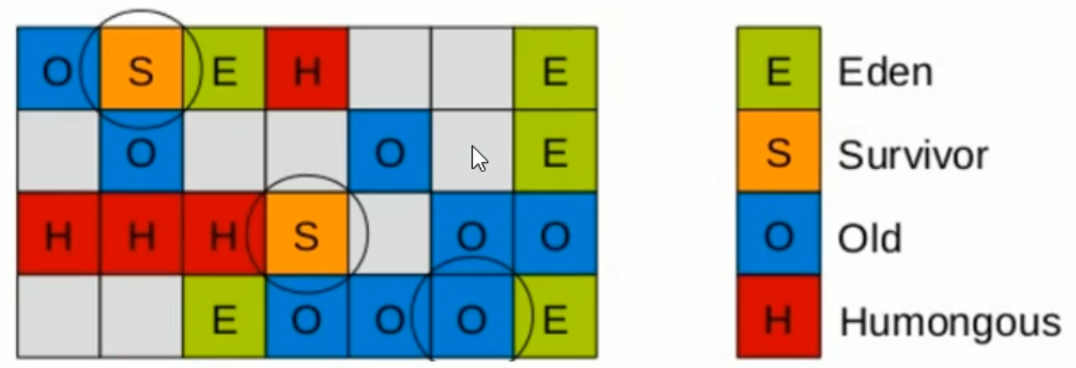 O S E H E
O O E
H H H S O O
E O O O E
E Eden
S Survivor
O Old
H Humongous